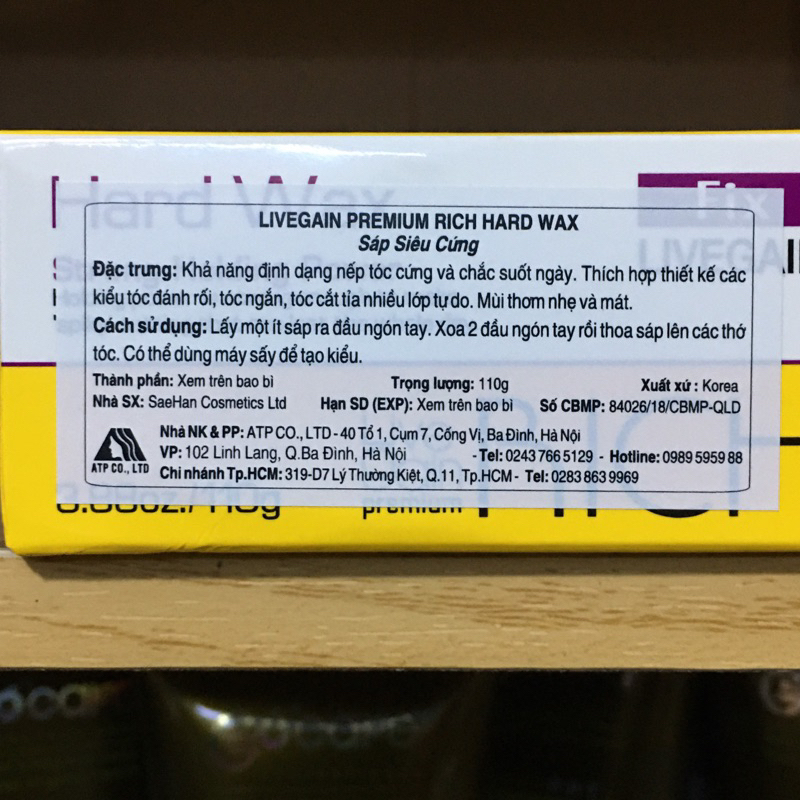 Hard Wax
Fix
LIVEGAIN
LIVEGAIN PREMIUM RICH HARD WAX
Sáp Siêu Cứng
Đặc trưng: Khả năng định dạng nếp tóc cứng và chắc suốt ngày. Thích hợp thiết kế các
kiểu tóc đánh rối, tóc ngắn, tóc cắt tỉa nhiều lớp tự do. Mùi thơm nhẹ và mát.
Cách sử dụng: Lấy một ít sáp ra đầu ngón tay. Xoa 2 đầu ngón tay rồi thoa sáp lên các thớ
tóc. Có thể dùng máy sấy để tạo kiểu.
Thành phần: Xem trên bao bì Trọng lượng: 110g Xuất xứ : Korea
Nhà SX: SaeHan Cosmetics Ltd Hạn SD (EXP): Xem trên bao bì Số CBMP: 84026/18/CBMP-QLD
ATP CO., LTD
Nhà NK & PP: ATP CO., LTD - 40 Tổ 1, Cụm 7, Cống Vị, Ba Đình, Hà Nội
VP: 102 Linh Lang, Q.Ba Đình, Hà Nội - Tel: 0243 766 5129 - Hotline: 0989 5959 88
Chi nhánh Tp.HCM: 319-D7 Lý Thường Kiệt, Q.11, Tp.HCM - Tel: 0283 863 9969
premium RICH